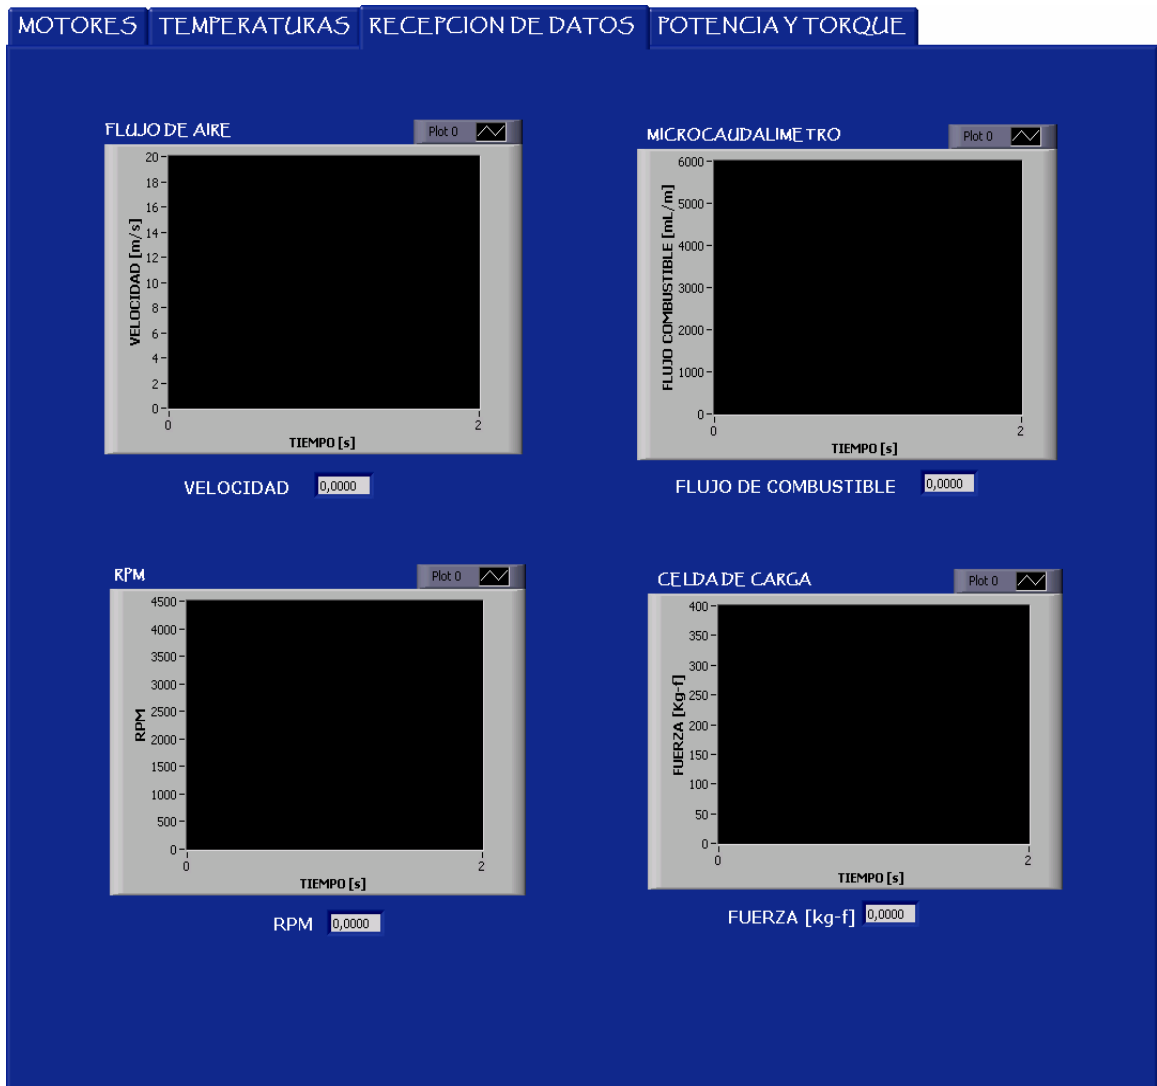 MOTORES TEMPERATURAS RECEPCION DE DATOS POTENCIA Y TORQUE
FLUJO DE AIRE
Plot 0
VELOCIDAD [m/s]
20
18
16
14
12
10
8
6
4
2
0
0 2
TIEMPO [s]
VELOCIDAD 0,0000
MICROCAUDALIMETRO
Plot 0
FLUJO COMBUSTIBLE [mL/m]
6000
5000
4000
3000
2000
1000
0
0 2
TIEMPO [s]
FLUJO DE COMBUSTIBLE 0,0000
RPM
Plot 0
RPM
4500
4000
3500
3000
2500
2000
1500
1000
500
0
0 2
TIEMPO [s]
RPM 0,0000
CELDA DE CARGA
Plot 0
FUERZA [Kg-f]
400
350
300
250
200
150
100
50
0
0 2
TIEMPO [s]
FUERZA [kg-f] 0,0000